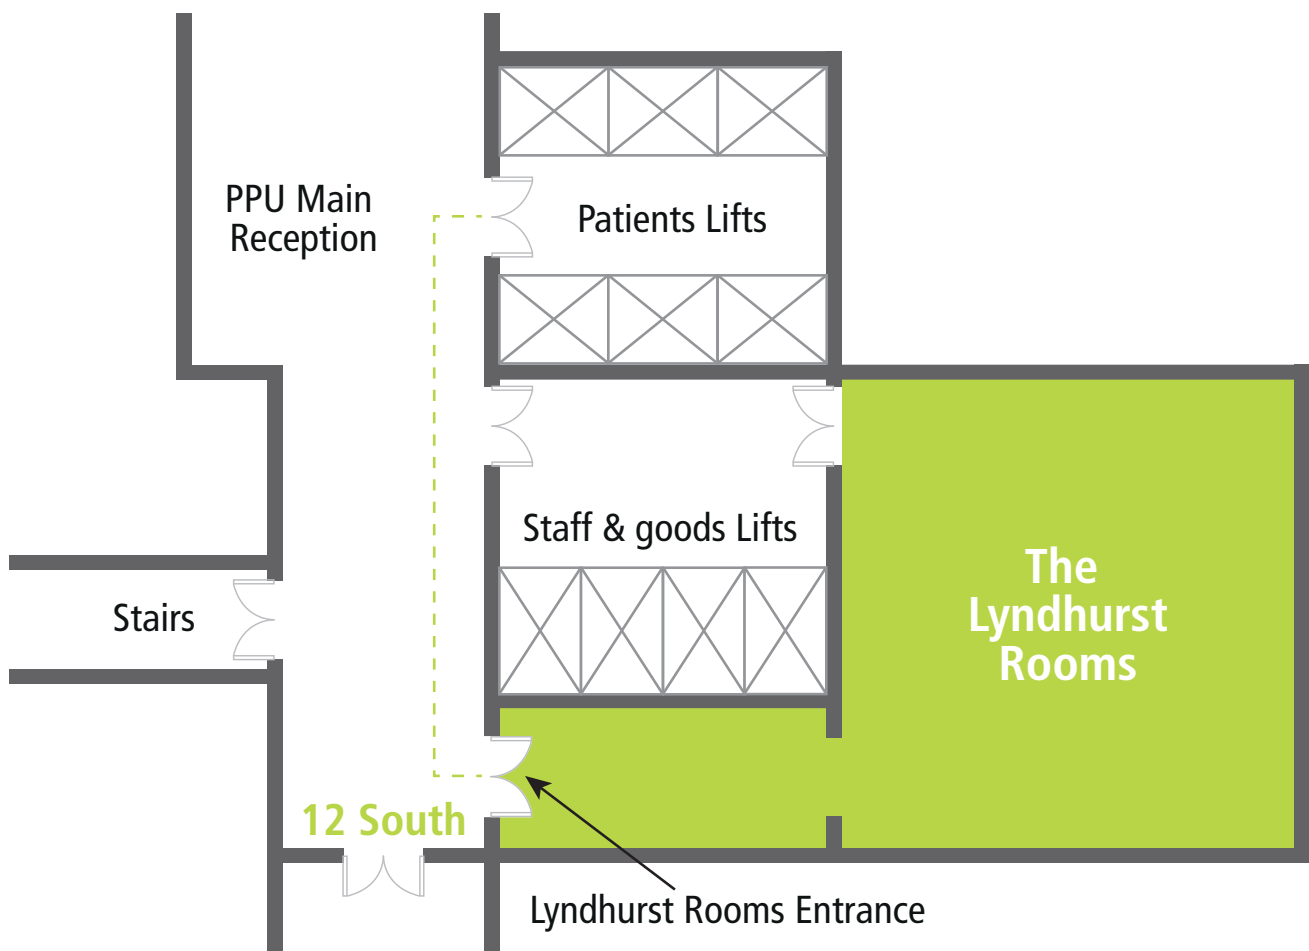 PPU Main
Reception
Patients Lifts
Staff & goods Lifts
Stairs
The
Lyndhurst
Rooms
12 South
Lyndhurst Rooms Entrance